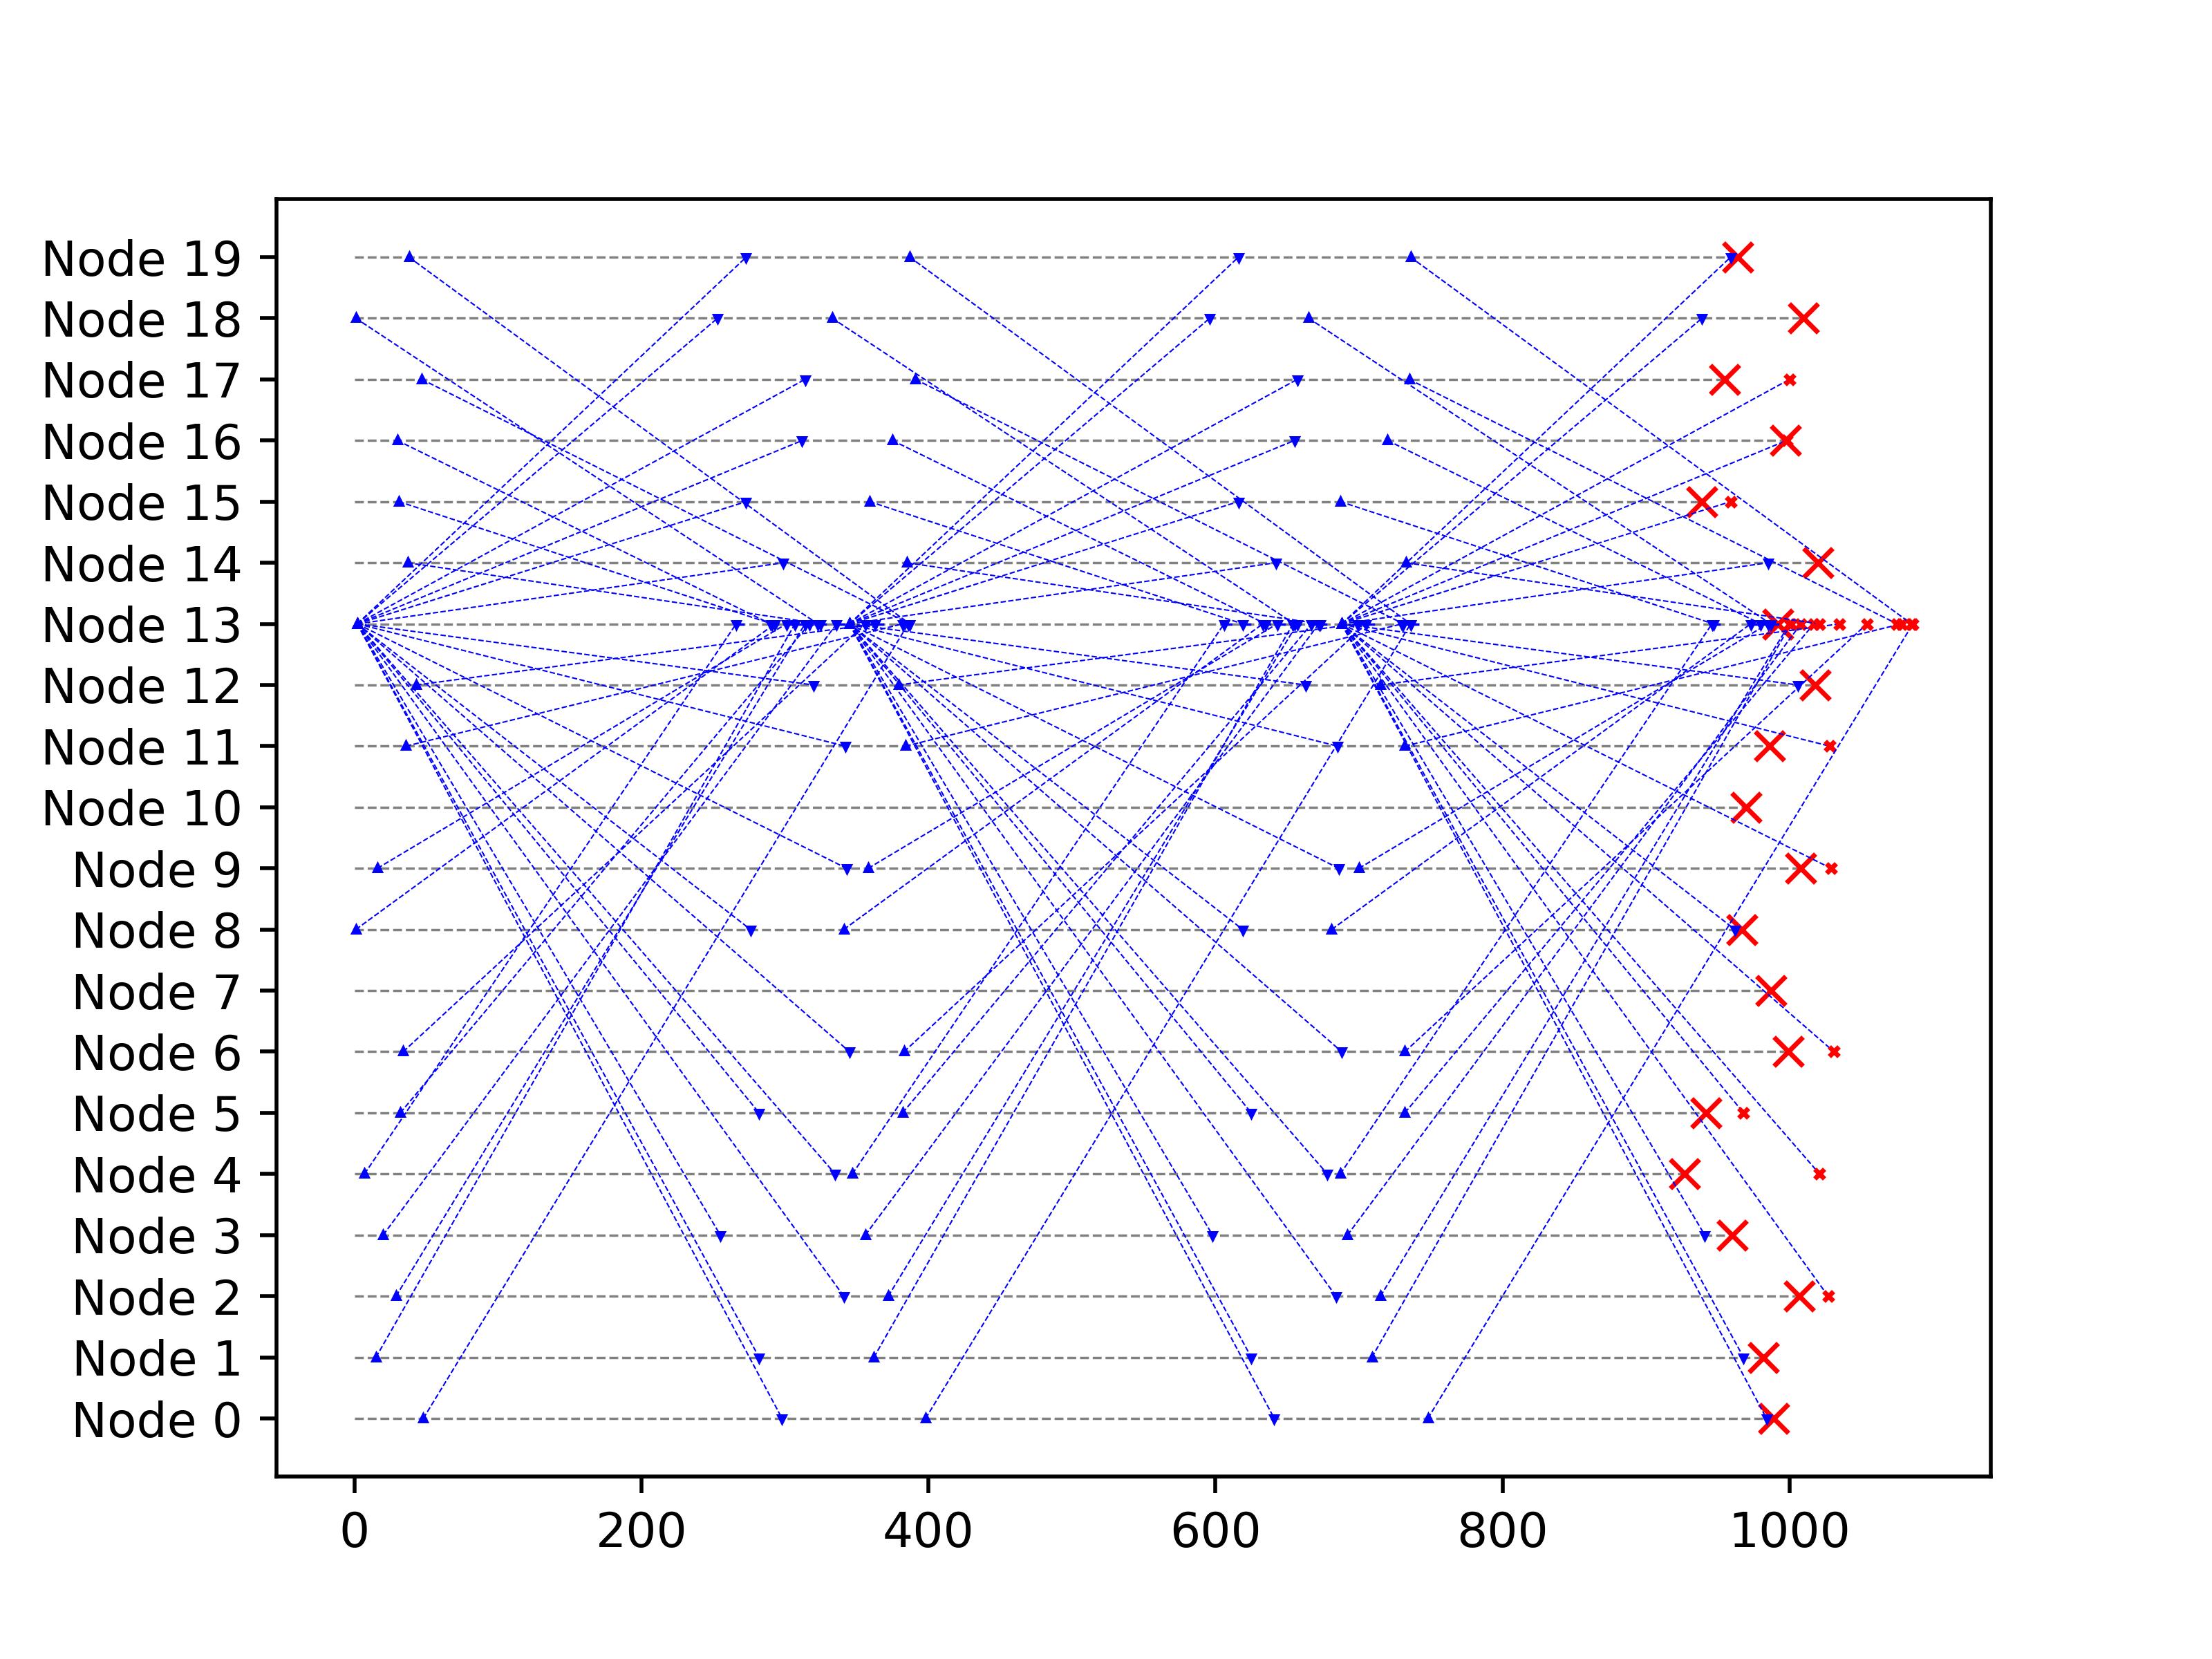 Node 19
Node 18
Node 17
Node 16
Node 15
Node 14
Node 13
Node 12
Node 11
Node 10
Node 9
Node 8
Node 7
Node 6
Node 5
Node 4
Node 3
Node 2
Node 1
Node 0
0 200 400 600 800 1000